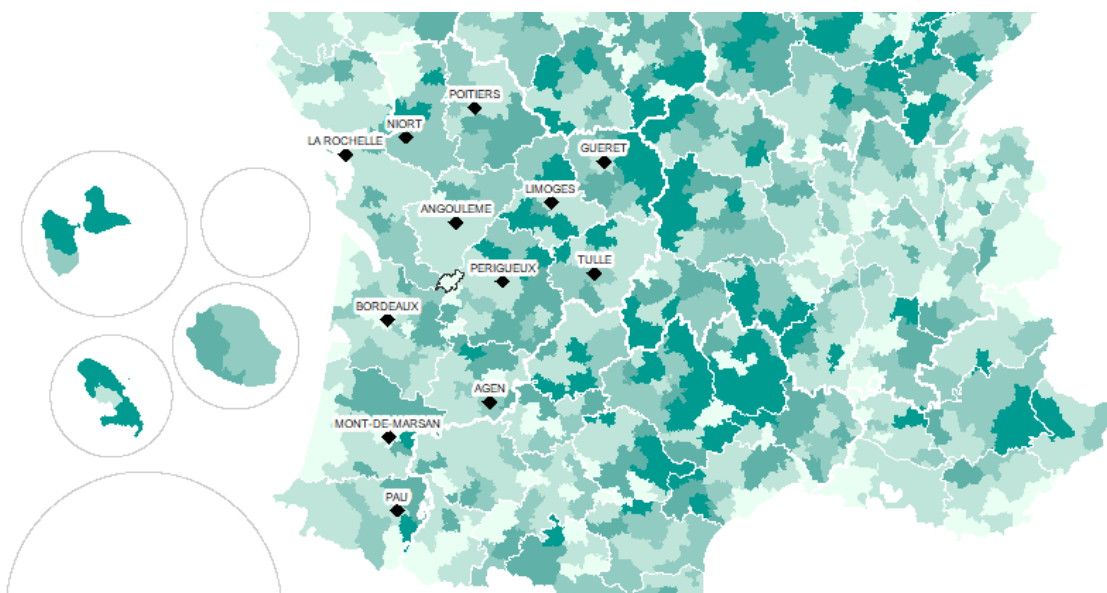 POITIERS
NIORT
LA ROCHELLE
GUERET
LIMOGES
ANGOULEME
PERIGUEUX
TULLE
BORDEAUX
AGEN
MONT-DE-MARSAN
PAU